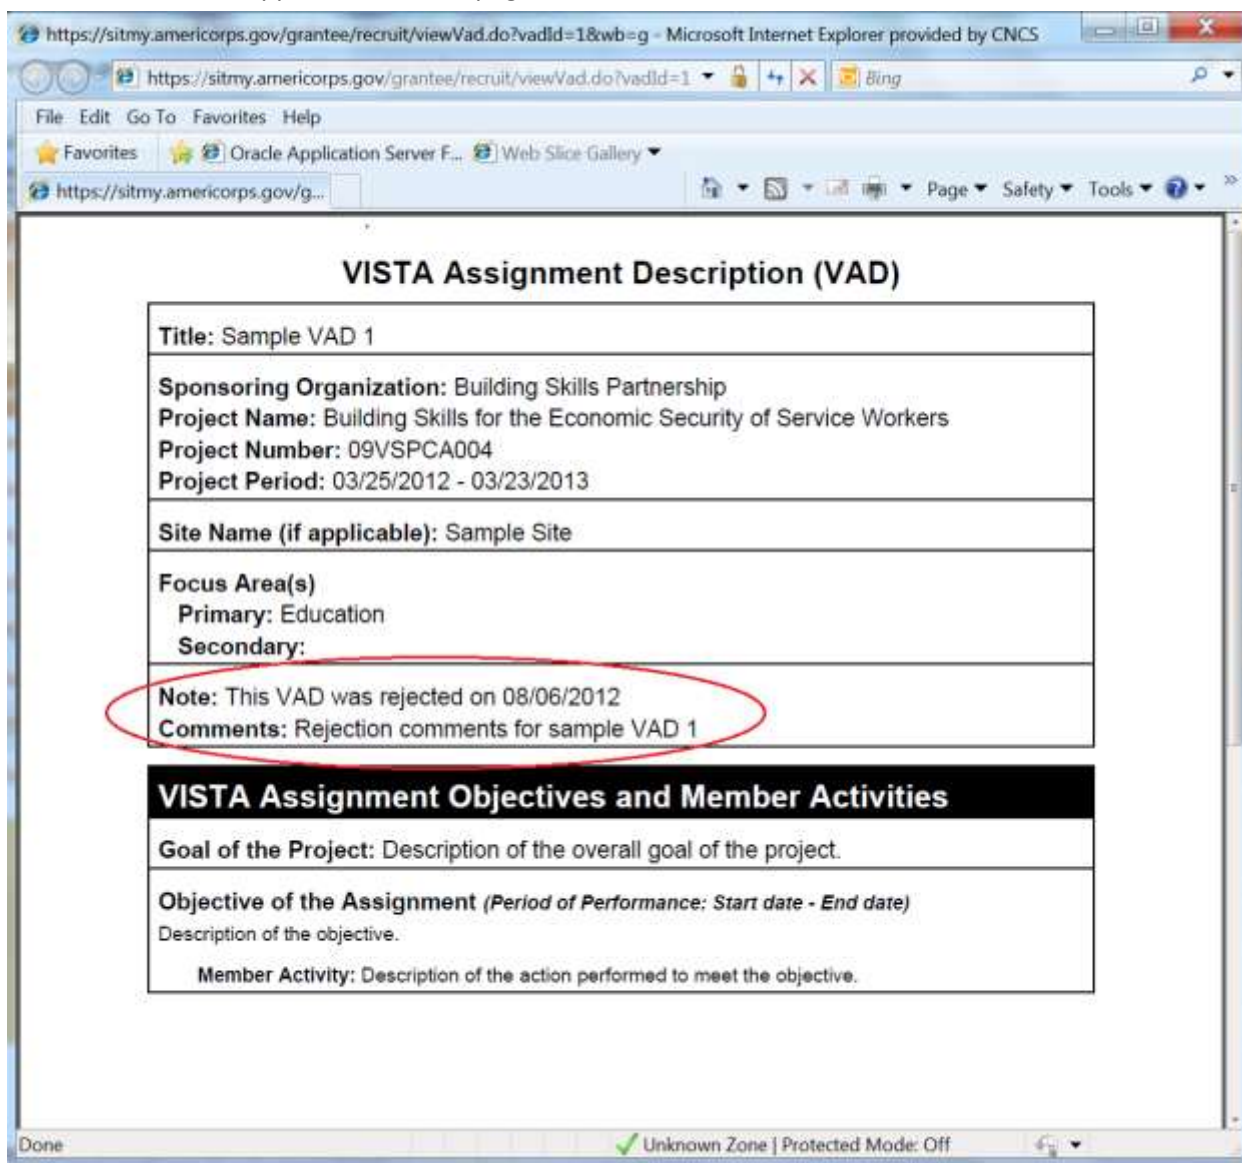 https://sitmy.americorps.gov/grantee/recruit/viewVad.do?vadId=1&wb=g - Microsoft Internet Explorer provided by CNCS
https://sitmy.americorps.gov/grantee/recruit/viewVad.do?vadId=1 Bing
File Edit Go To Favorites Help
Favorites Oracle Application Server F... Web Slice Gallery
https://sitmy.americorps.gov/g... Page Safety Tools
VISTA Assignment Description (VAD)
Title: Sample VAD 1
Sponsoring Organization: Building Skills Partnership
Project Name: Building Skills for the Economic Security of Service Workers
Project Number: 09VSPCA004
Project Period: 03/25/2012 - 03/23/2013
Site Name (if applicable): Sample Site
Focus Area(s)
Primary: Education
Secondary:
Note: This VAD was rejected on 08/06/2012
Comments: Rejection comments for sample VAD 1
VISTA Assignment Objectives and Member Activities
Goal of the Project: Description of the overall goal of the project.
Objective of the Assignment (Period of Performance: Start date - End date)
Description of the objective.
Member Activity: Description of the action performed to meet the objective.
Done Unknown Zone | Protected Mode: Off